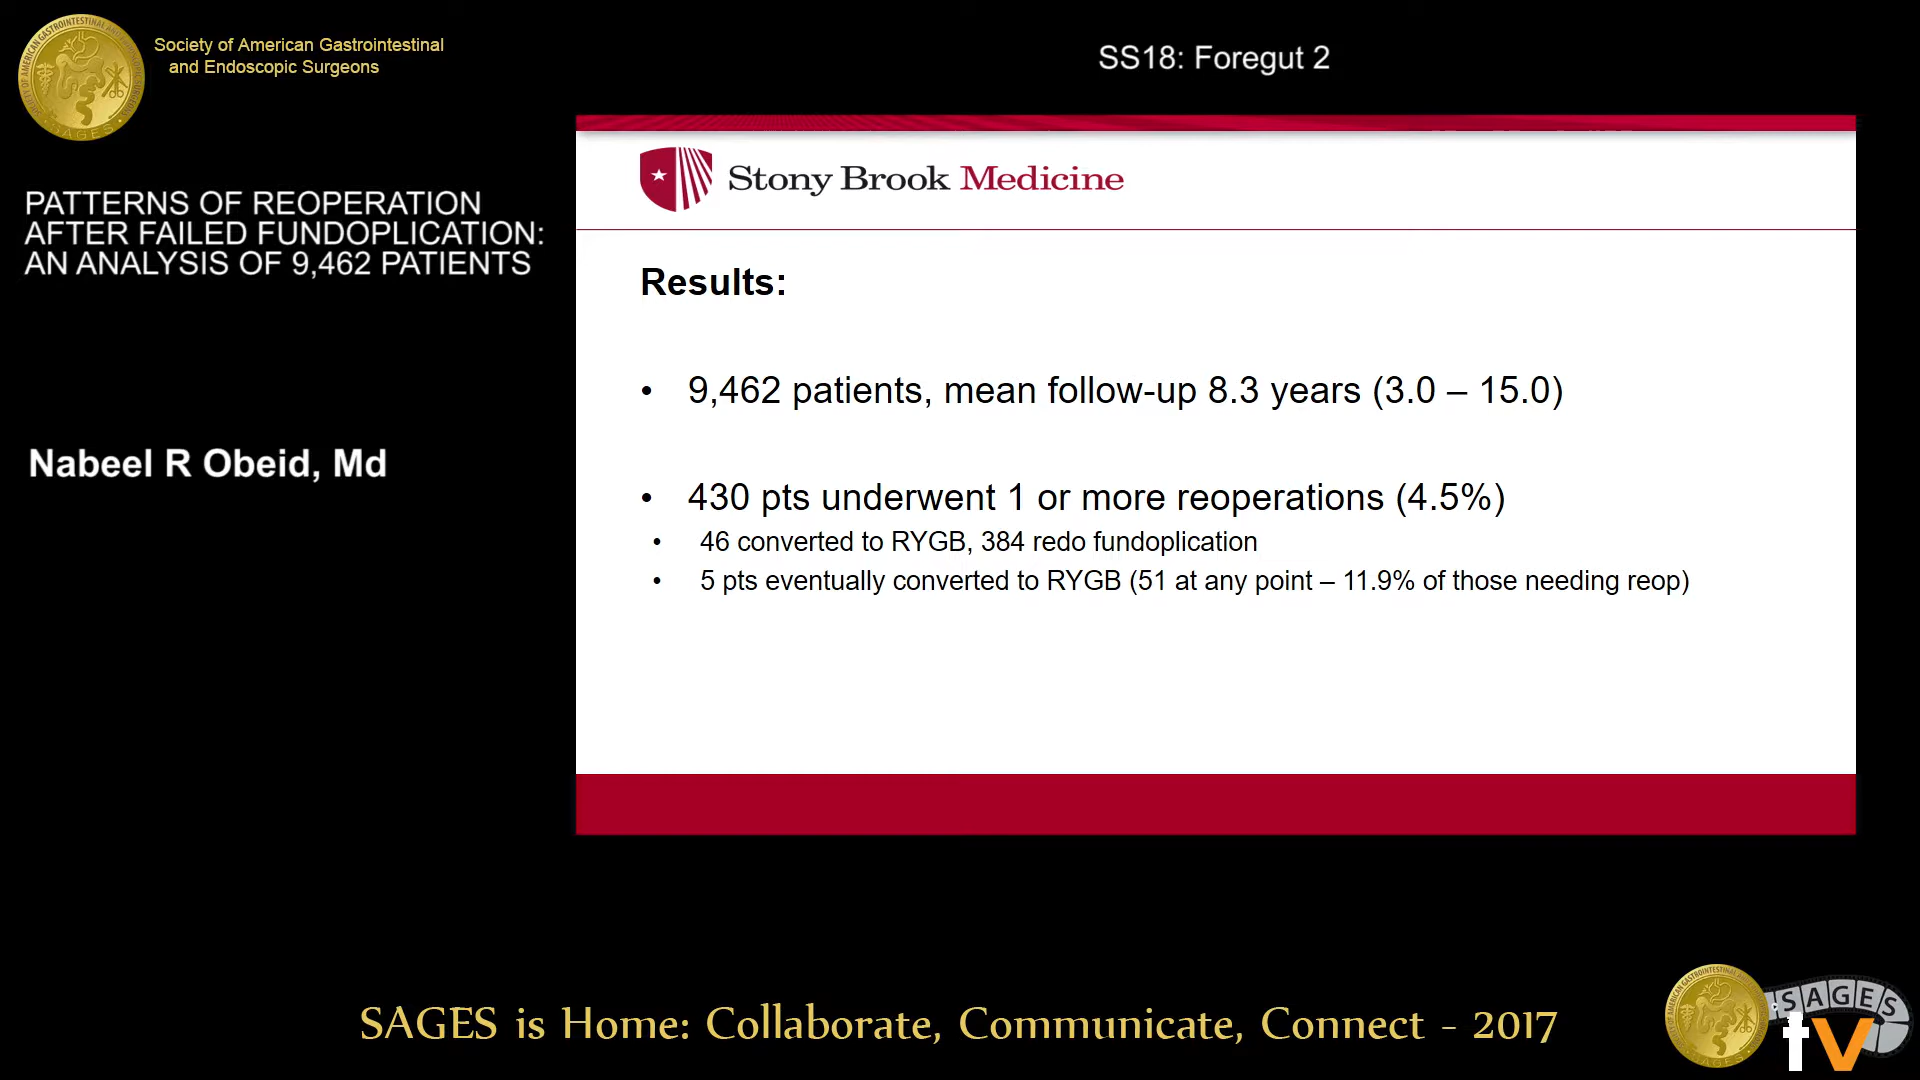 Society of American Gastrointestinal
and Endoscopic Surgeons
SS18: Foregut 2
PATTERNS OF REOPERATION
AFTER FAILED FUNDOPLICATION:
AN ANALYSIS OF 9,462 PATIENTS
Nabeel R Obeid, Md
Stony Brook Medicine
Results:
• 9,462 patients, mean follow-up 8.3 years (3.0 – 15.0)
• 430 pts underwent 1 or more reoperations (4.5%)
• 46 converted to RYGB, 384 redo fundoplication
• 5 pts eventually converted to RYGB (51 at any point – 11.9% of those needing reop)
SAGES is Home: Collaborate, Communicate, Connect - 2017
SAGES
tv